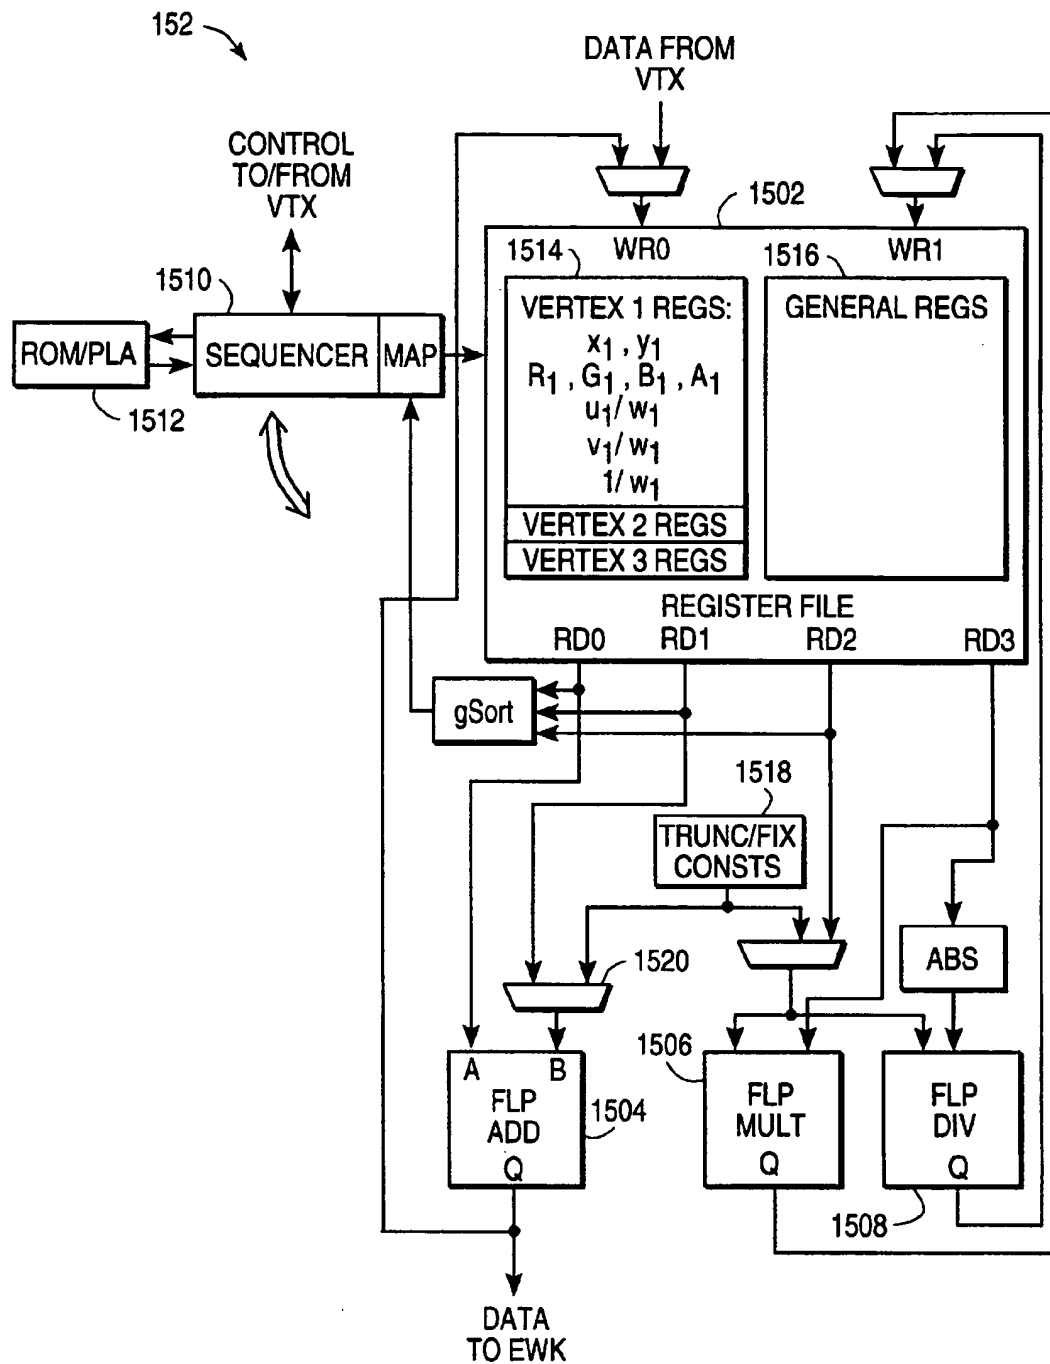 152
DATA FROM
VTX
CONTROL
TO/FROM
VTX
1502
1514
WR0
1516
WR1
1510
VERTEX 1 REGS:
GENERAL REGS
x₁ , y₁
ROM/PLA
SEQUENCER
MAP
R₁ , G₁ , B₁ , A₁
1512
u₁/ w₁
v₁/ w₁
1/ w₁
VERTEX 2 REGS
VERTEX 3 REGS
REGISTER FILE
RD0
RD1
RD2
RD3
gSort
1518
TRUNC/FIX
CONSTS
1520
ABS
1506
A
B
FLP
ADD
Q
1504
FLP
MULT
Q
FLP
DIV
Q
1508
DATA
TO EWK